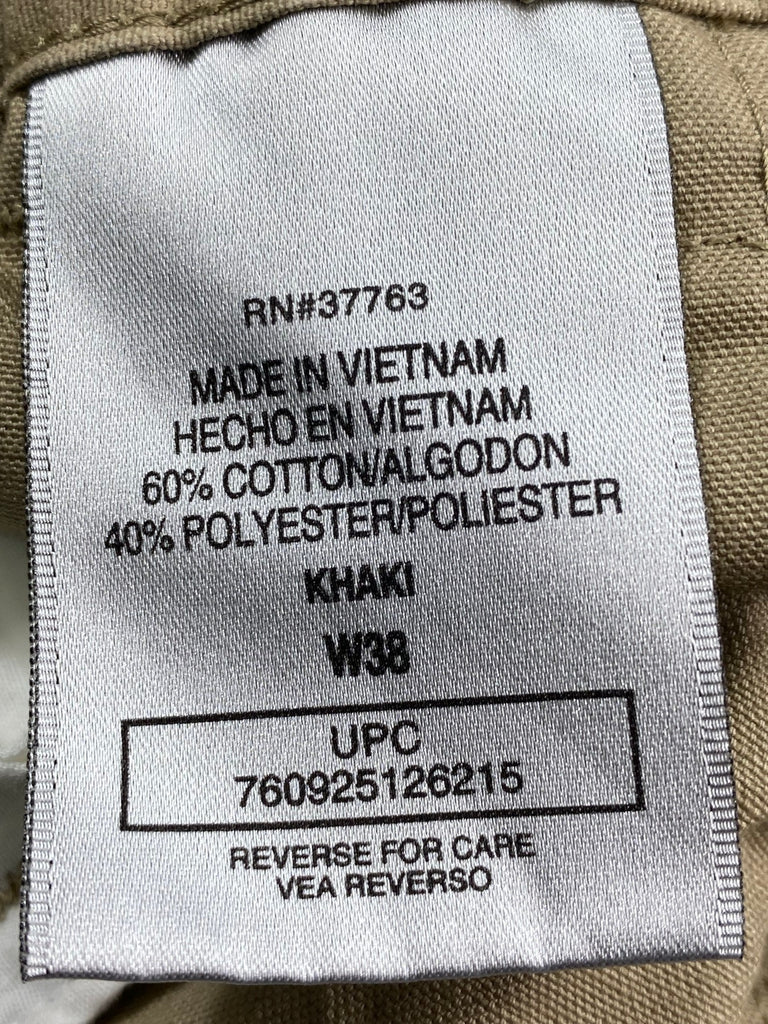 RN#37763
MADE IN VIETNAM
HECHO EN VIETNAM
60% COTTON/ALGODON
40% POLYESTER/POLIESTER
KHAKI
W38
UPC
760925126215
REVERSE FOR CARE
VEA REVERSO